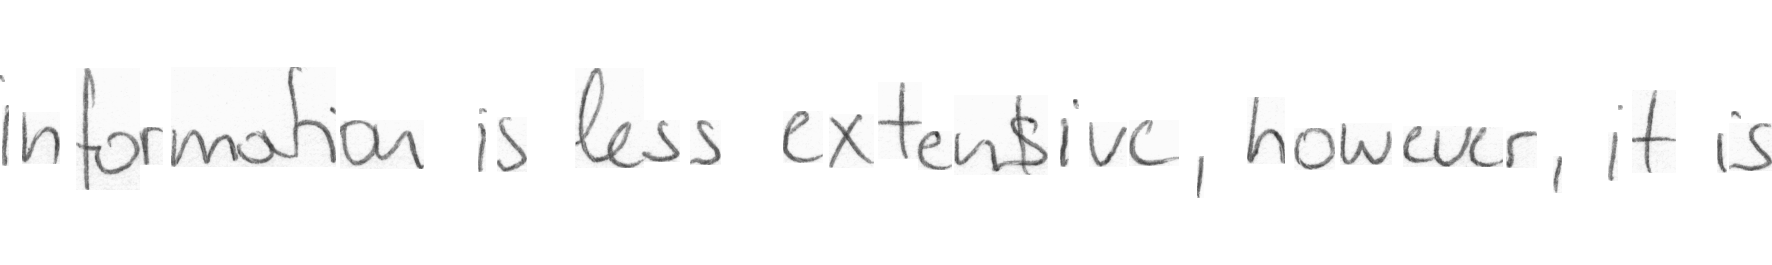 information is less extensive, however, it is